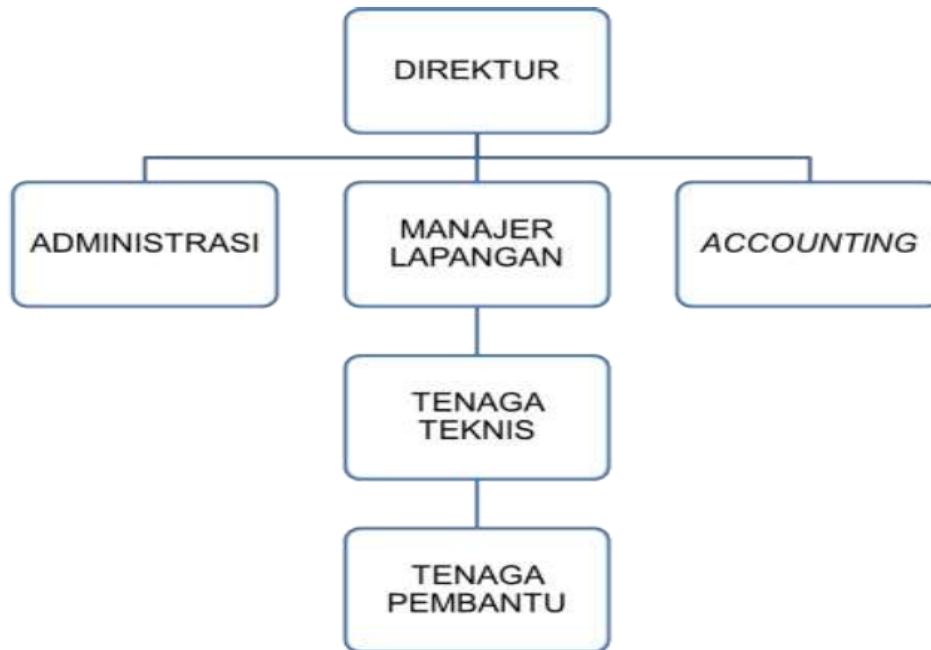 DIREKTUR
ADMINISTRASI
MANAJER
LAPANGAN
ACCOUNTING
TENAGA
TEKNIS
TENAGA
PEMBANTU